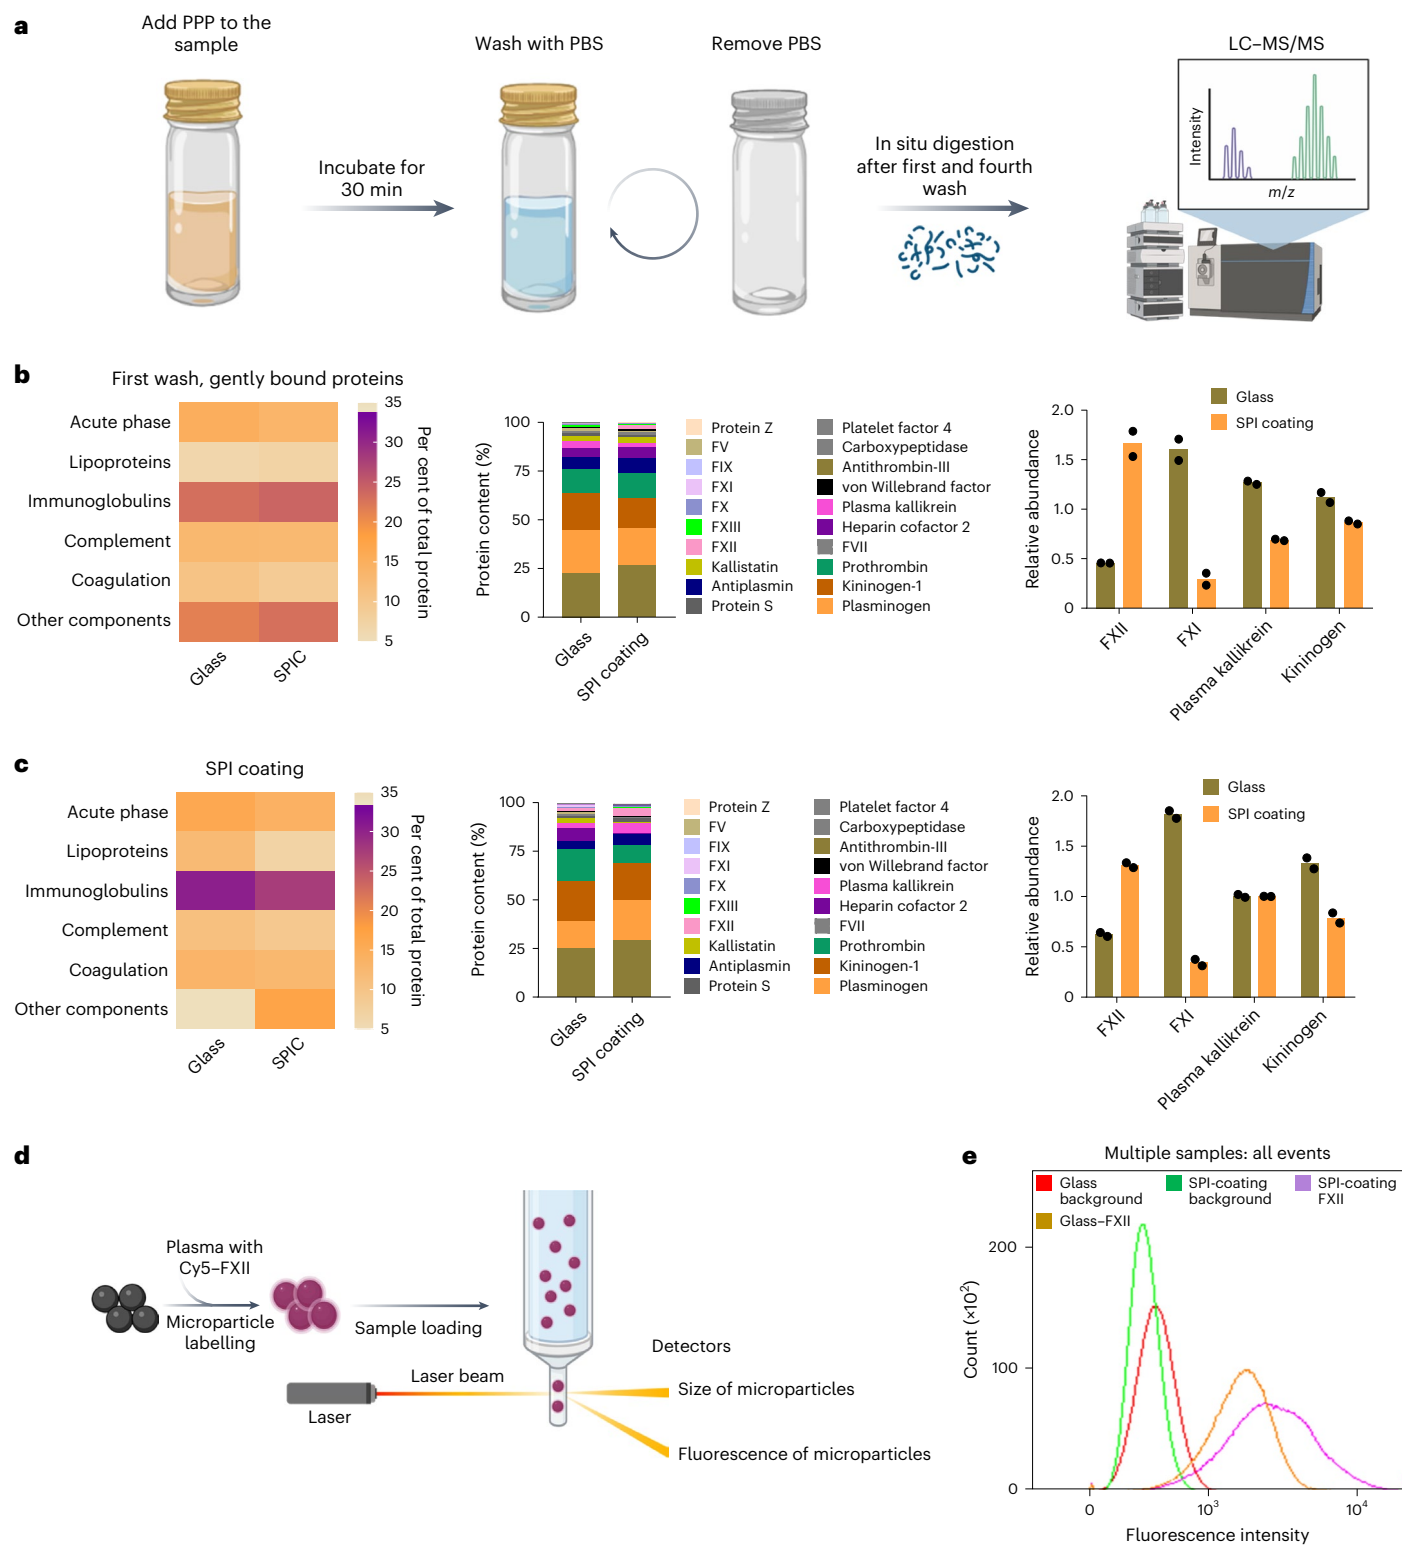 a
Add PPP to the
sample
Wash with PBS
Remove PBS
LC–MS/MS
Incubate for
30 min
In situ digestion
after first and fourth
wash
Intensity
m/z
b
First wash, gently bound proteins
Acute phase
Lipoproteins
Immunoglobulins
Complement
Coagulation
Other components
Glass
SPIC
35
30
25
20
15
10
5
Per cent of total protein
Protein content (%)
100
75
50
25
0
Glass
SPI coating
Protein Z
FV
FIX
FXI
FX
FXIII
FXII
Kallistatin
Antiplasmin
Protein S
Platelet factor 4
Carboxypeptidase
Antithrombin-III
von Willebrand factor
Plasma kallikrein
Heparin cofactor 2
FVII
Prothrombin
Kininogen-1
Plasminogen
Glass
SPI coating
Relative abundance
2.0
1.5
1.0
0.5
0
FXII
FXI
Plasma kallikrein
Kininogen
c
SPI coating
Acute phase
Lipoproteins
Immunoglobulins
Complement
Coagulation
Other components
Glass
SPIC
35
30
25
20
15
10
5
Per cent of total protein
Protein content (%)
100
75
50
25
0
Glass
SPI coating
Protein Z
FV
FIX
FXI
FX
FXIII
FXII
Kallistatin
Antiplasmin
Protein S
Platelet factor 4
Carboxypeptidase
Antithrombin-III
von Willebrand factor
Plasma kallikrein
Heparin cofactor 2
FVII
Prothrombin
Kininogen-1
Plasminogen
Glass
SPI coating
Relative abundance
2.0
1.5
1.0
0.5
0
FXII
FXI
Plasma kallikrein
Kininogen
d
Plasma with
Cy5–FXII
Microparticle
labelling
Sample loading
Laser beam
Laser
Detectors
Size of microparticles
Fluorescence of microparticles
e
Multiple samples: all events
Glass
background
SPI-coating
background
SPI-coating
FXII
Glass–FXII
Count (×10²)
200
100
0
0
10³
10⁴
Fluorescence intensity